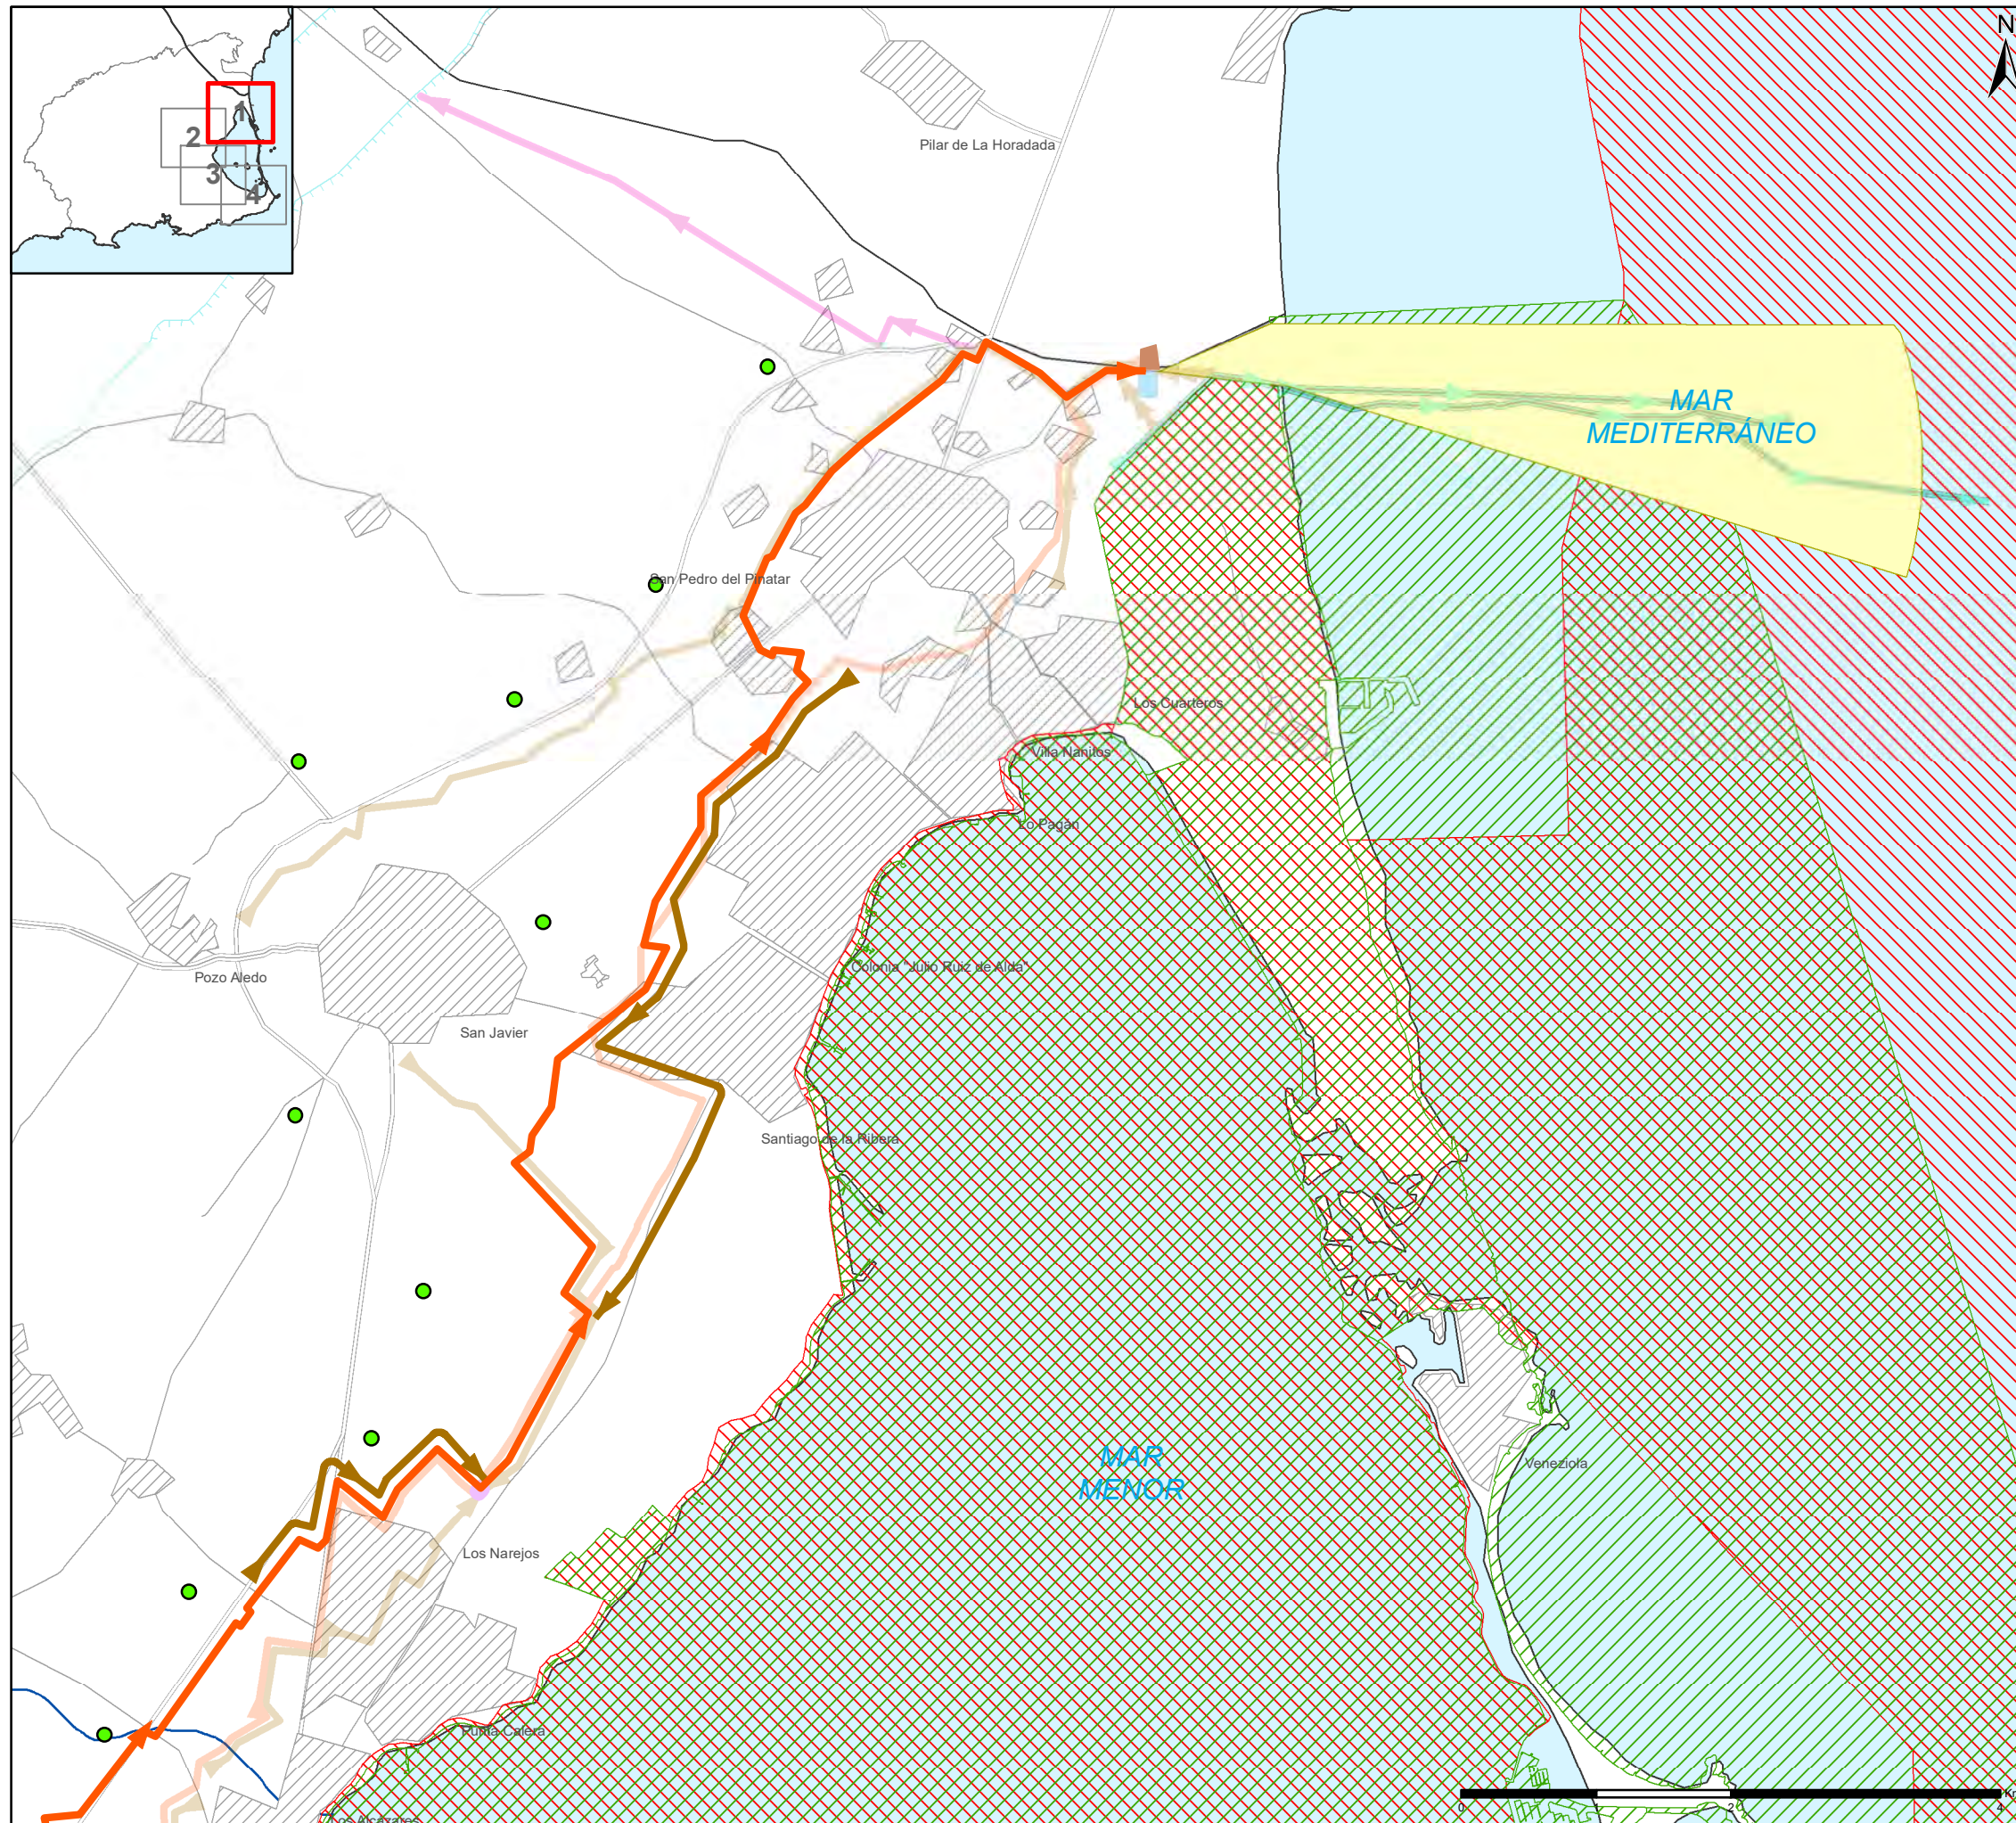 N
1
2
3
4
Pilar de La Horadada
MAR
MEDITERRÁNEO
San Pedro del Pinatar
Los Cuarteros
Villa Nanitos
Lo Pagán
Pozo Aledo
Colonia "Julio Ruiz de Alda"
San Javier
Santiago de la Ribera
MAR
MENOR
Veneziola
Los Narejos
Punta Calera
Los Alcázares
0 1 2 4